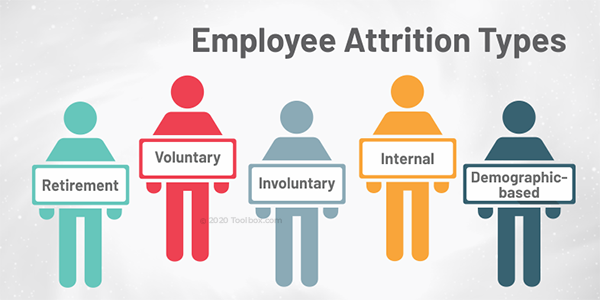 Employee Attrition Types
Retirement
Voluntary
Involuntary
Internal
Demographic-
based
© 2020 Toolbox.com